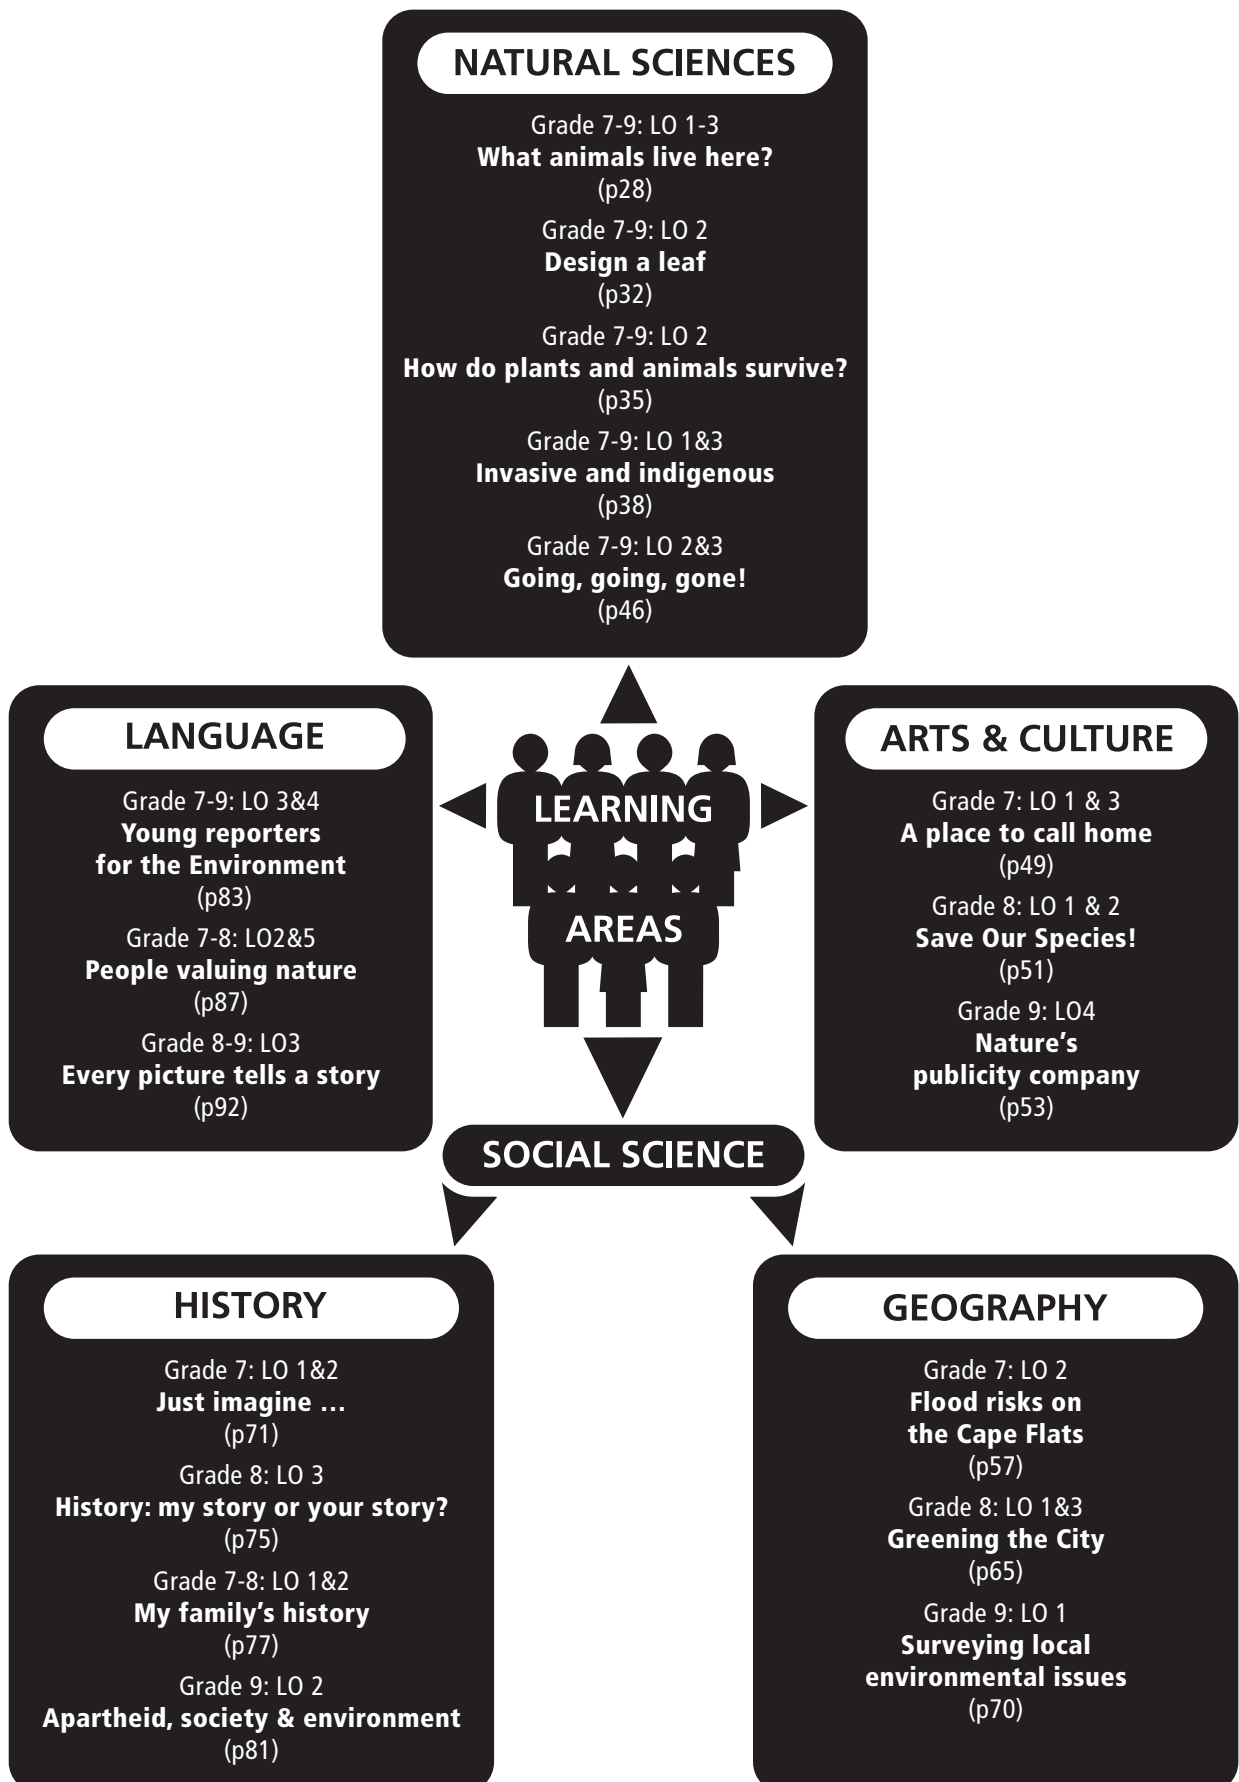 NATURAL SCIENCES
Grade 7-9: LO 1-3
What animals live here?
(p28)
Grade 7-9: LO 2
Design a leaf
(p32)
Grade 7-9: LO 2
How do plants and animals survive?
(p35)
Grade 7-9: LO 1&3
Invasive and indigenous
(p38)
Grade 7-9: LO 2&3
Going, going, gone!
(p46)
LANGUAGE
Grade 7-9: LO 3&4
Young reporters
for the Environment
(p83)
Grade 7-8: LO2&5
People valuing nature
(p87)
Grade 8-9: LO3
Every picture tells a story
(p92)
LEARNING
AREAS
ARTS & CULTURE
Grade 7: LO 1 & 3
A place to call home
(p49)
Grade 8: LO 1 & 2
Save Our Species!
(p51)
Grade 9: LO4
Nature's
publicity company
(p53)
SOCIAL SCIENCE
HISTORY
Grade 7: LO 1&2
Just imagine …
(p71)
Grade 8: LO 3
History: my story or your story?
(p75)
Grade 7-8: LO 1&2
My family's history
(p77)
Grade 9: LO 2
Apartheid, society & environment
(p81)
GEOGRAPHY
Grade 7: LO 2
Flood risks on
the Cape Flats
(p57)
Grade 8: LO 1&3
Greening the City
(p65)
Grade 9: LO 1
Surveying local
environmental issues
(p70)